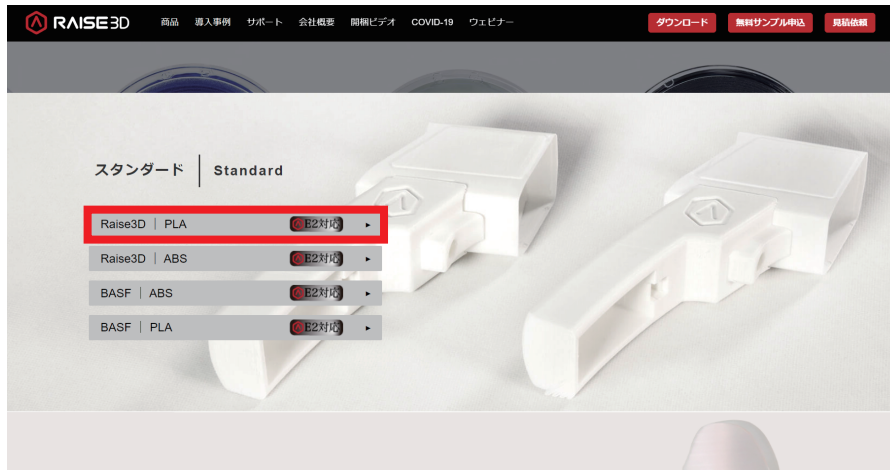 RAISE3D 商品 導入事例 サポート 会社概要 開梱ビデオ COVID-19 ウェビナー ダウンロード 無料サンプル申込 見積依頼
スタンダード | Standard
Raise3D | PLA E2対応 ▸
Raise3D | ABS E2対応 ▸
BASF | ABS E2対応 ▸
BASF | PLA E2対応 ▸